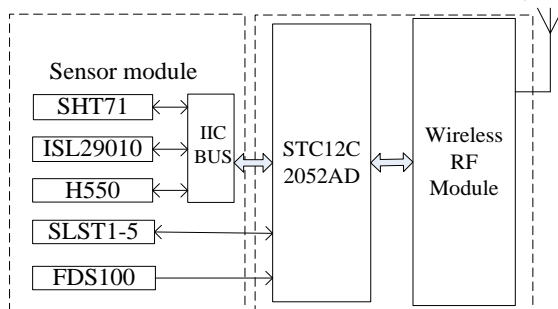 Sensor module
SHT71
ISL29010
H550
SLST1-5
FDS100
IIC
BUS
STC12C
2052AD
Wireless
RF
Module